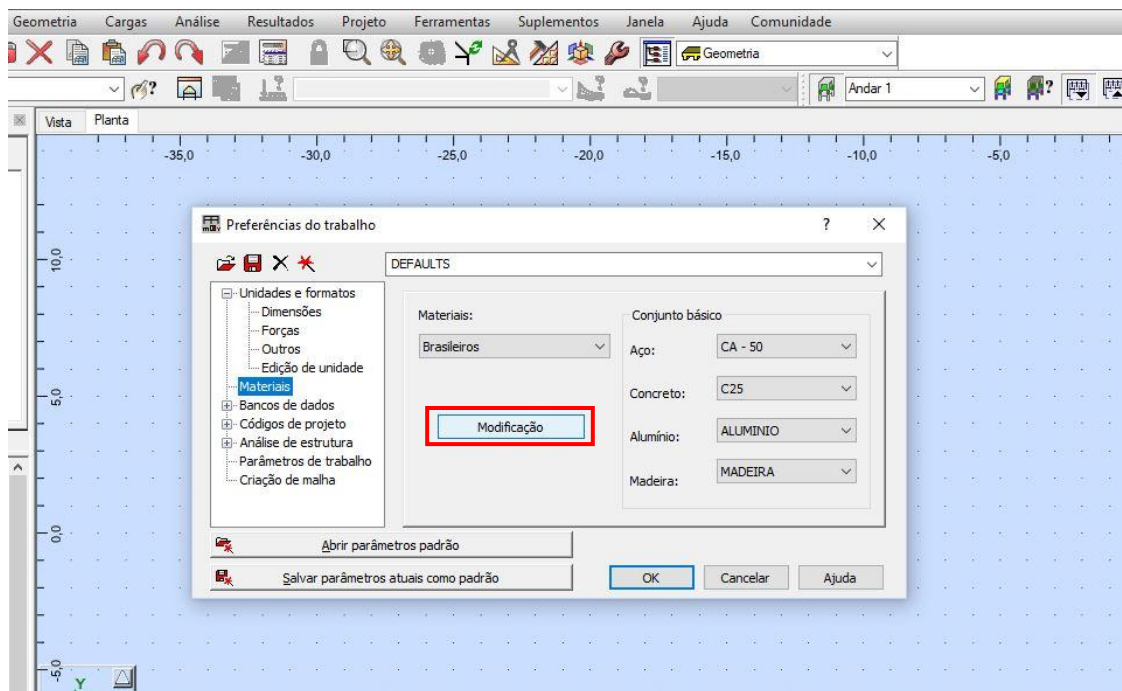 Geometria Cargas Análise Resultados Projeto Ferramentas Suplementos Janela Ajuda Comunidade
Geometria
Andar 1
Vista Planta
-35,0 -30,0 -25,0 -20,0 -15,0 -10,0 -5,0
Preferências do trabalho
DEFAULTS
Unidades e formatos
Dimensões
Forças
Outros
Edição de unidade
Materiais
Bancos de dados
Códigos de projeto
Análise de estrutura
Parâmetros de trabalho
Criação de malha
Materiais:
Brasileiros
Modificação
Conjunto básico
Aço: CA - 50
Concreto: C25
Alumínio: ALUMINIO
Madeira: MADEIRA
Abrir parâmetros padrão
Salvar parâmetros atuais como padrão
OK Cancelar Ajuda
10,0
5,0
0,0
-5,0
Y